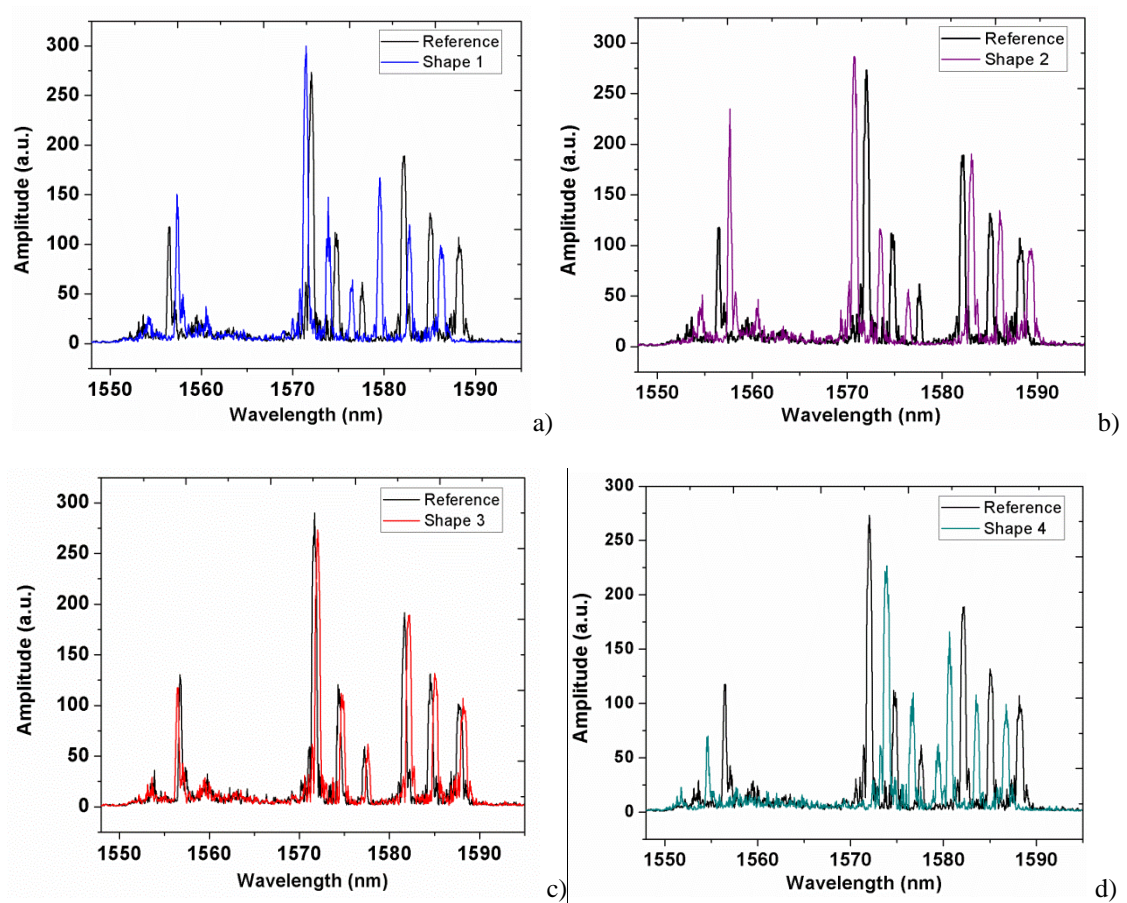 300
250
200
150
100
50
0
Amplitude (a.u.)
Reference
Shape 1
1550 1560 1570 1580 1590
Wavelength (nm)
a)
300
250
200
150
100
50
0
Amplitude (a.u.)
Reference
Shape 2
1550 1560 1570 1580 1590
Wavelength (nm)
b)
300
250
200
150
100
50
0
Amplitude (a.u.)
Reference
Shape 3
1550 1560 1570 1580 1590
Wavelength (nm)
c)
300
250
200
150
100
50
0
Amplitude (a.u.)
Reference
Shape 4
1550 1560 1570 1580 1590
Wavelength (nm)
d)